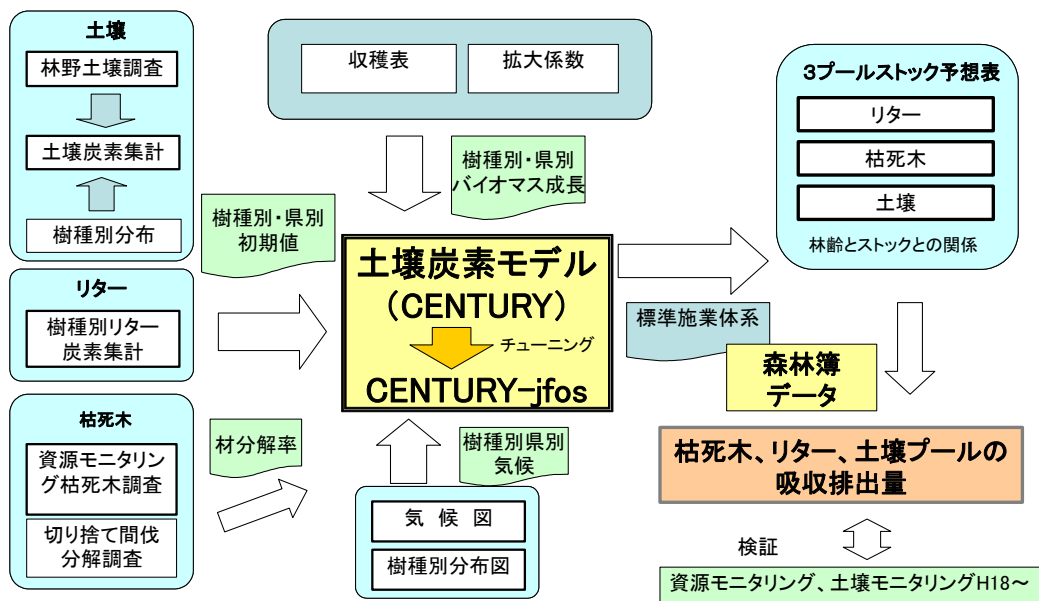 土壌
林野土壌調査
土壌炭素集計
樹種別分布
リター
樹種別リター
炭素集計
枯死木
資源モニタリン
グ枯死木調査
切り捨て間伐
分解調査
収穫表
拡大係数
樹種別・県別
バイオマス成長
樹種別・県別
初期値
材分解率
土壌炭素モデル
(CENTURY)
チューニング
CENTURY-jfos
樹種別県別
気候
気 候 図
樹種別分布図
3プールストック予想表
リター
枯死木
土壌
林齢とストックとの関係
標準施業体系
森林簿
データ
枯死木、リター、土壌プールの
吸収排出量
検証
資源モニタリング、土壌モニタリングH18~